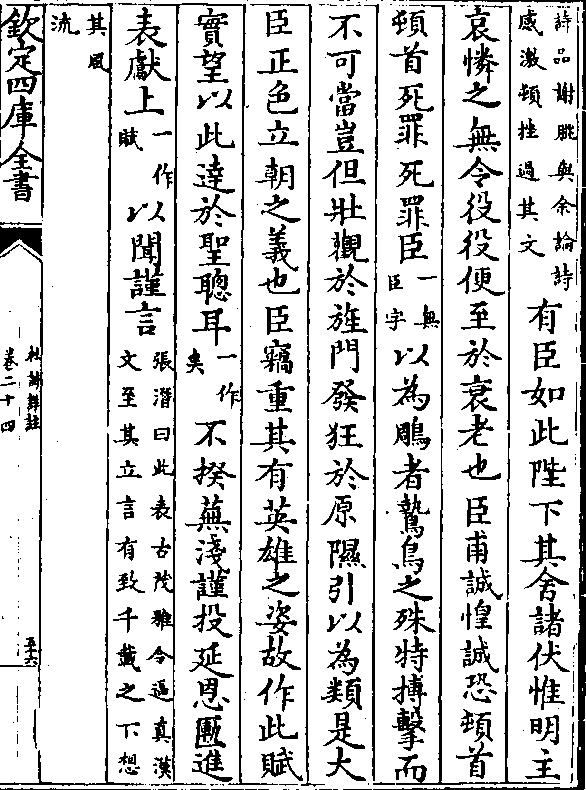 詩品謝朓與余論詩
感激頓挫過其文
有臣如此陛下其舍諸伏惟明主
哀憐之無令役役便至於衰老也臣甫誠惶誠恐頓首
頓首死罪死罪臣
一無
臣字
以為鵰者鷙鳥之殊特搏擊而
不可當豈但壯觀於旌門發狂於原隰引以為類是大
臣正色立朝之義也臣竊重其有英雄之姿故作此賦
實望以此達於聖聰耳
一作
矣
不揆蕪淺謹投延恩匭進
表獻上
一作
賦
以聞謹言
張溍曰此表古茂雅令逼真漢
文至其立言有致千載之下想
其風
流
欽定四庫全書
杜詩詳註
卷二十四
五十六